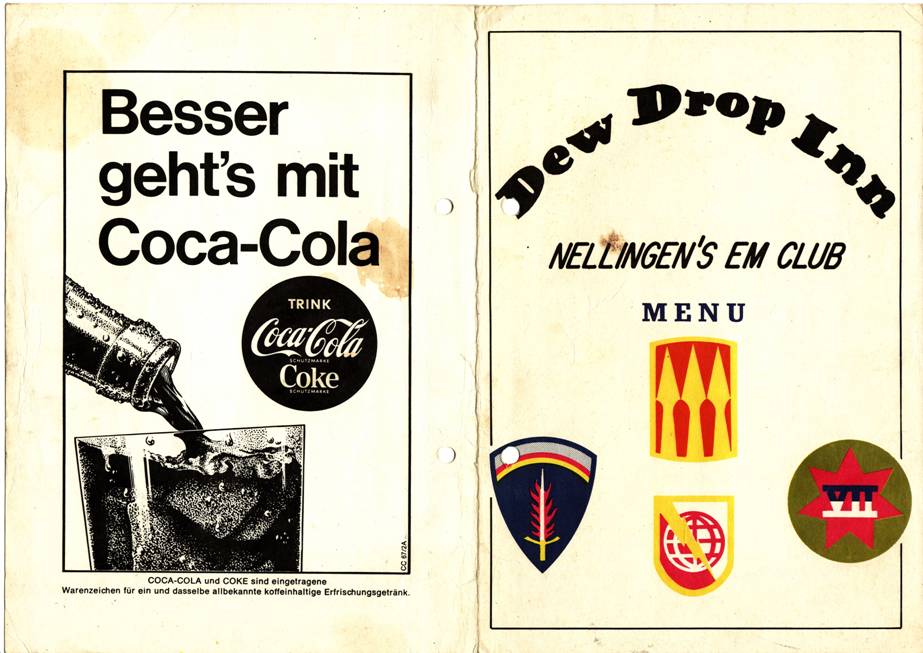 Besser
geht's mit
Coca-Cola
TRINK
Coca-Cola
SCHUTZMARKE
Coke
SCHUTZMARKE
CC 67/2A
COCA-COLA und COKE sind eingetragene
Warenzeichen für ein und dasselbe allbekannte koffeinhaltige Erfrischungsgetränk.
Dew Drop Inn
NELLINGEN'S EM CLUB
MENU
VII